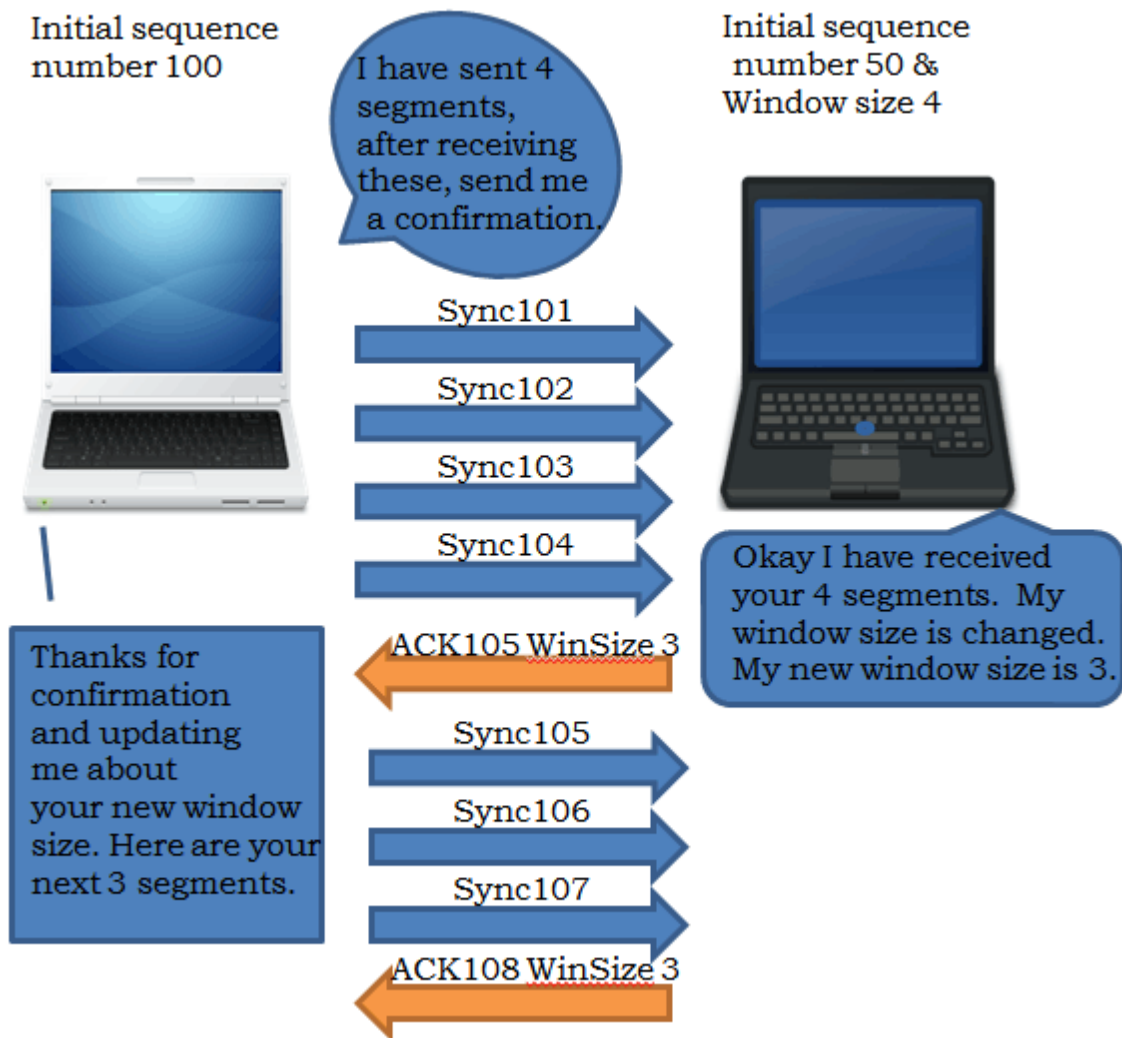 Initial sequence
number 100
I have sent 4
segments,
after receiving
these, send me
a confirmation.
Initial sequence
number 50 &
Window size 4
Sync101
Sync102
Sync103
Sync104
Okay I have received
your 4 segments. My
window size is changed.
My new window size is 3.
ACK105 WinSize 3
Thanks for
confirmation
and updating
me about
your new window
size. Here are your
next 3 segments.
Sync105
Sync106
Sync107
ACK108 WinSize 3